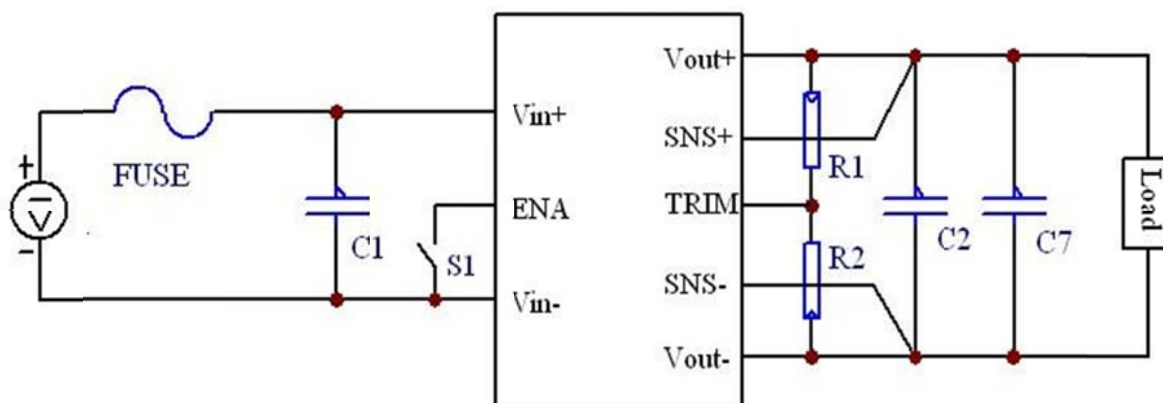 Vout+
Vin+
SNS+
+
FUSE
R1
Load
V
ENA
TRIM
-
C1
S1
R2
C2
C7
SNS-
Vin-
Vout-